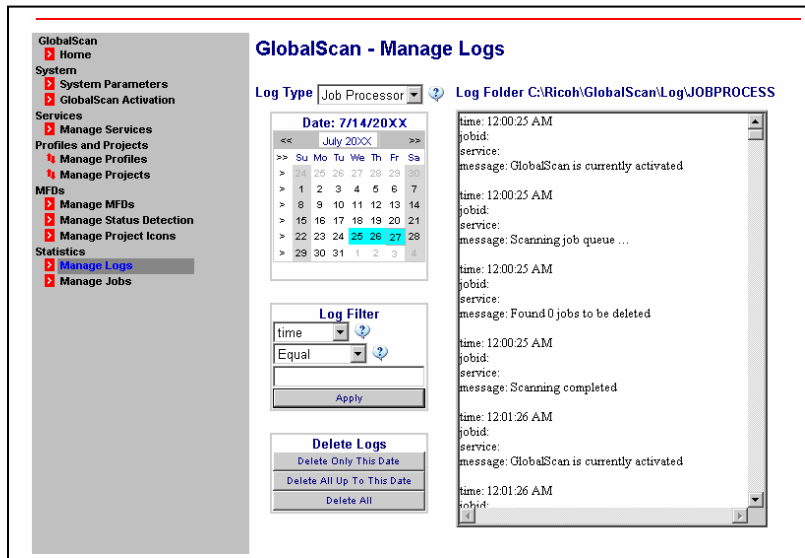 GlobalScan
Home
System
System Parameters
GlobalScan Activation
Services
Manage Services
Profiles and Projects
Manage Profiles
Manage Projects
MFDs
Manage MFDs
Manage Status Detection
Manage Project Icons
Statistics
Manage Logs
Manage Jobs
GlobalScan - Manage Logs
Log Type Job Processor ?
Date: 7/14/20XX
<< July 20XX >>
>> Su Mo Tu We Th Fr Sa
> 24 25 26 27 28 29 30
> 1 2 3 4 5 6 7
> 8 9 10 11 12 13 14
> 15 16 17 18 19 20 21
> 22 23 24 25 26 27 28
> 29 30 31 1 2 3 4
Log Filter
time ?
Equal ?
Apply
Delete Logs
Delete Only This Date
Delete All Up To This Date
Delete All
Log Folder C:\Ricoh\GlobalScan\Log\JOBPROCESS
time: 12:00:25 AM
jobid:
service:
message: GlobalScan is currently activated
time: 12:00:25 AM
jobid:
service:
message: Scanning job queue ...
time: 12:00:25 AM
jobid:
service:
message: Found 0 jobs to be deleted
time: 12:00:25 AM
jobid:
service:
message: Scanning completed
time: 12:01:26 AM
jobid:
service:
message: GlobalScan is currently activated
time: 12:01:26 AM
jobid: